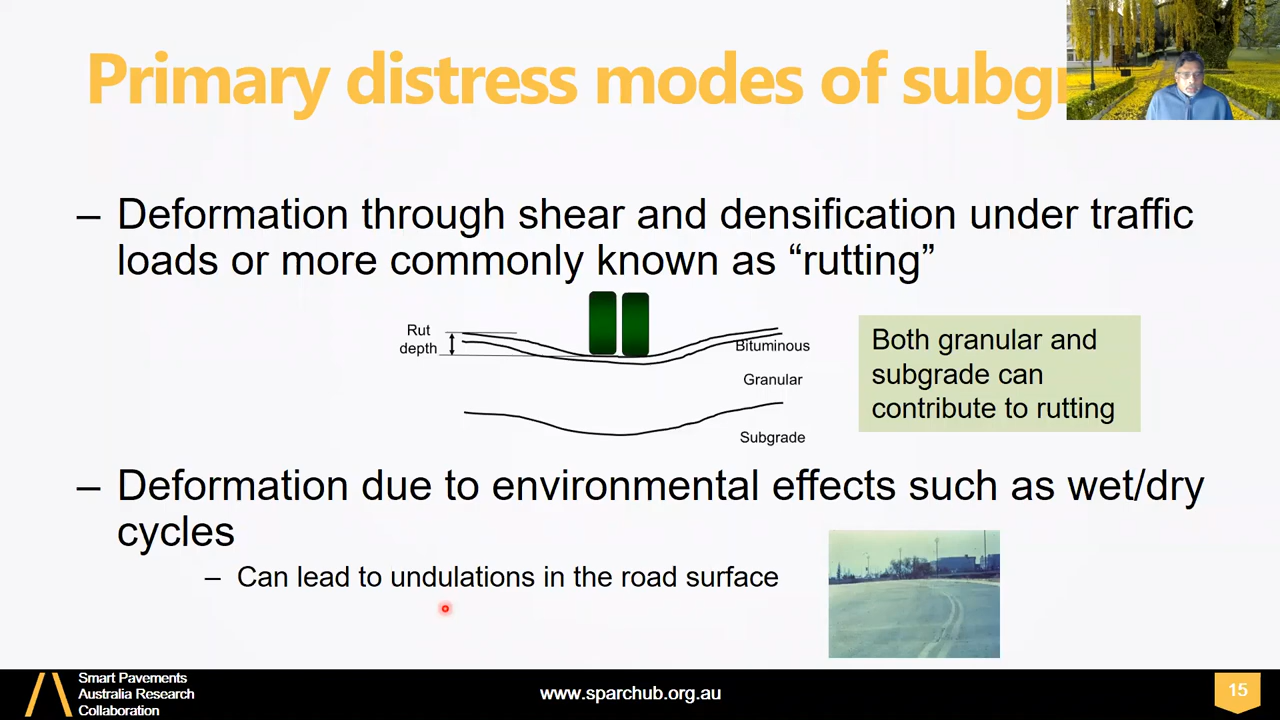 Primary distress modes of subg
– Deformation through shear and densification under traffic
loads or more commonly known as “rutting”
Rut
depth
Bituminous
Granular
Subgrade
Both granular and
subgrade can
contribute to rutting
– Deformation due to environmental effects such as wet/dry
cycles
– Can lead to undulations in the road surface
Smart Pavements
Australia Research
Collaboration
www.sparchub.org.au
15